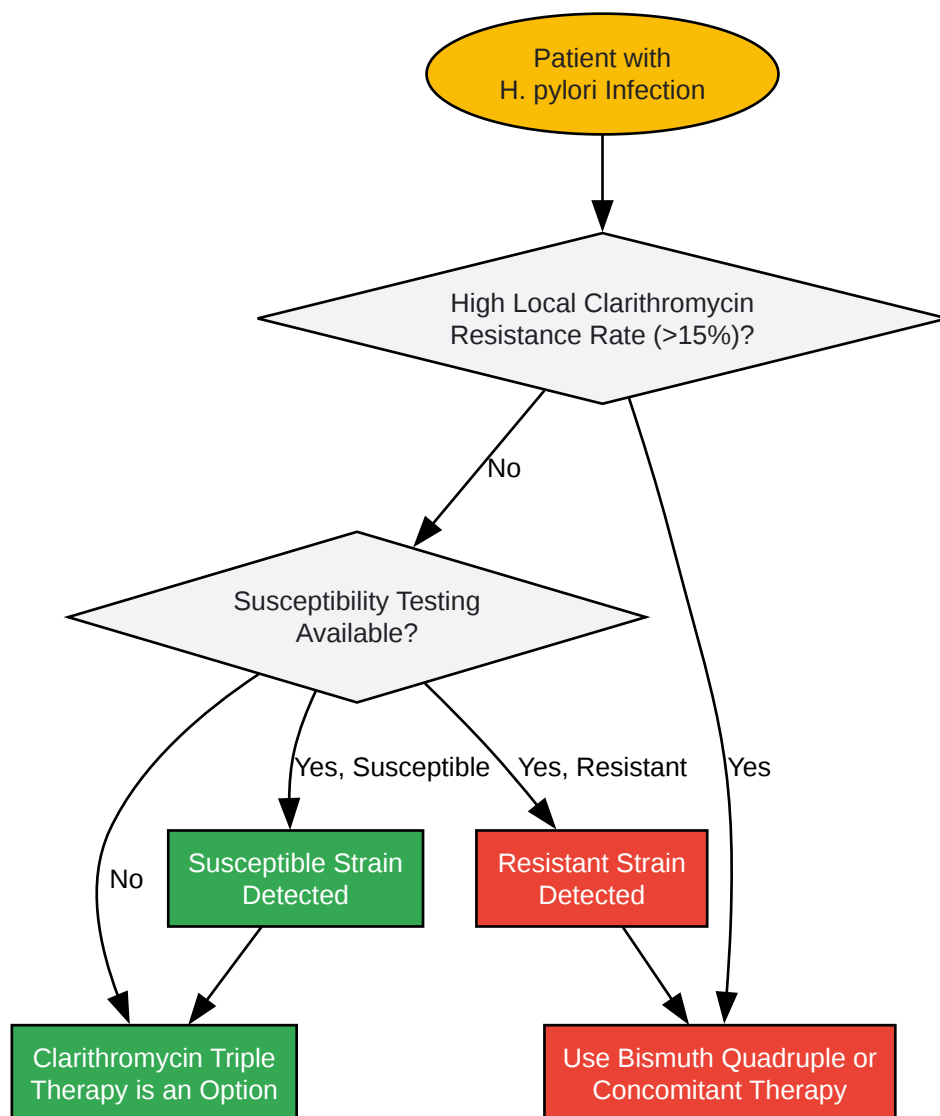 Patient with
H. pylori Infection
High Local Clarithromycin
Resistance Rate (>15%)?
No
Susceptibility Testing
Available?
Yes, Susceptible
Yes, Resistant
Yes
Susceptible Strain
Detected
Resistant Strain
Detected
No
Clarithromycin Triple
Therapy is an Option
Use Bismuth Quadruple or
Concomitant Therapy